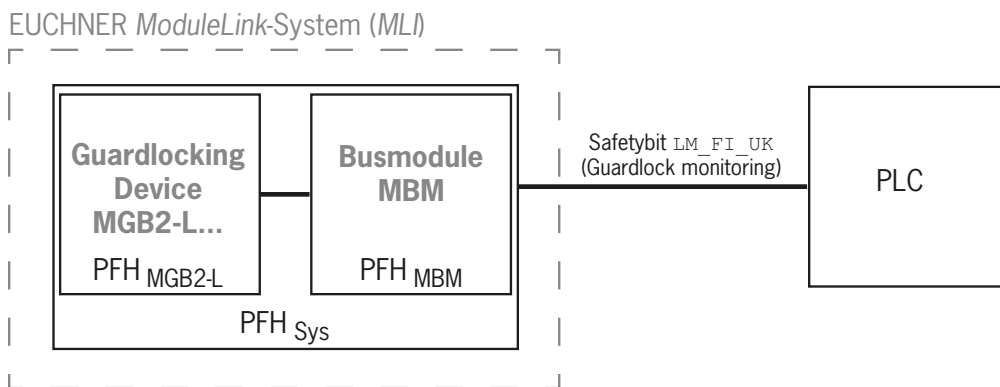 EUCHNER ModuleLink-System (MLI)
Guardlocking
Device
MGB2-L...
PFH MGB2-L
Busmodule
MBM
PFH MBM
PFH Sys
Safetybit LM_FI_UK
(Guardlock monitoring)
PLC